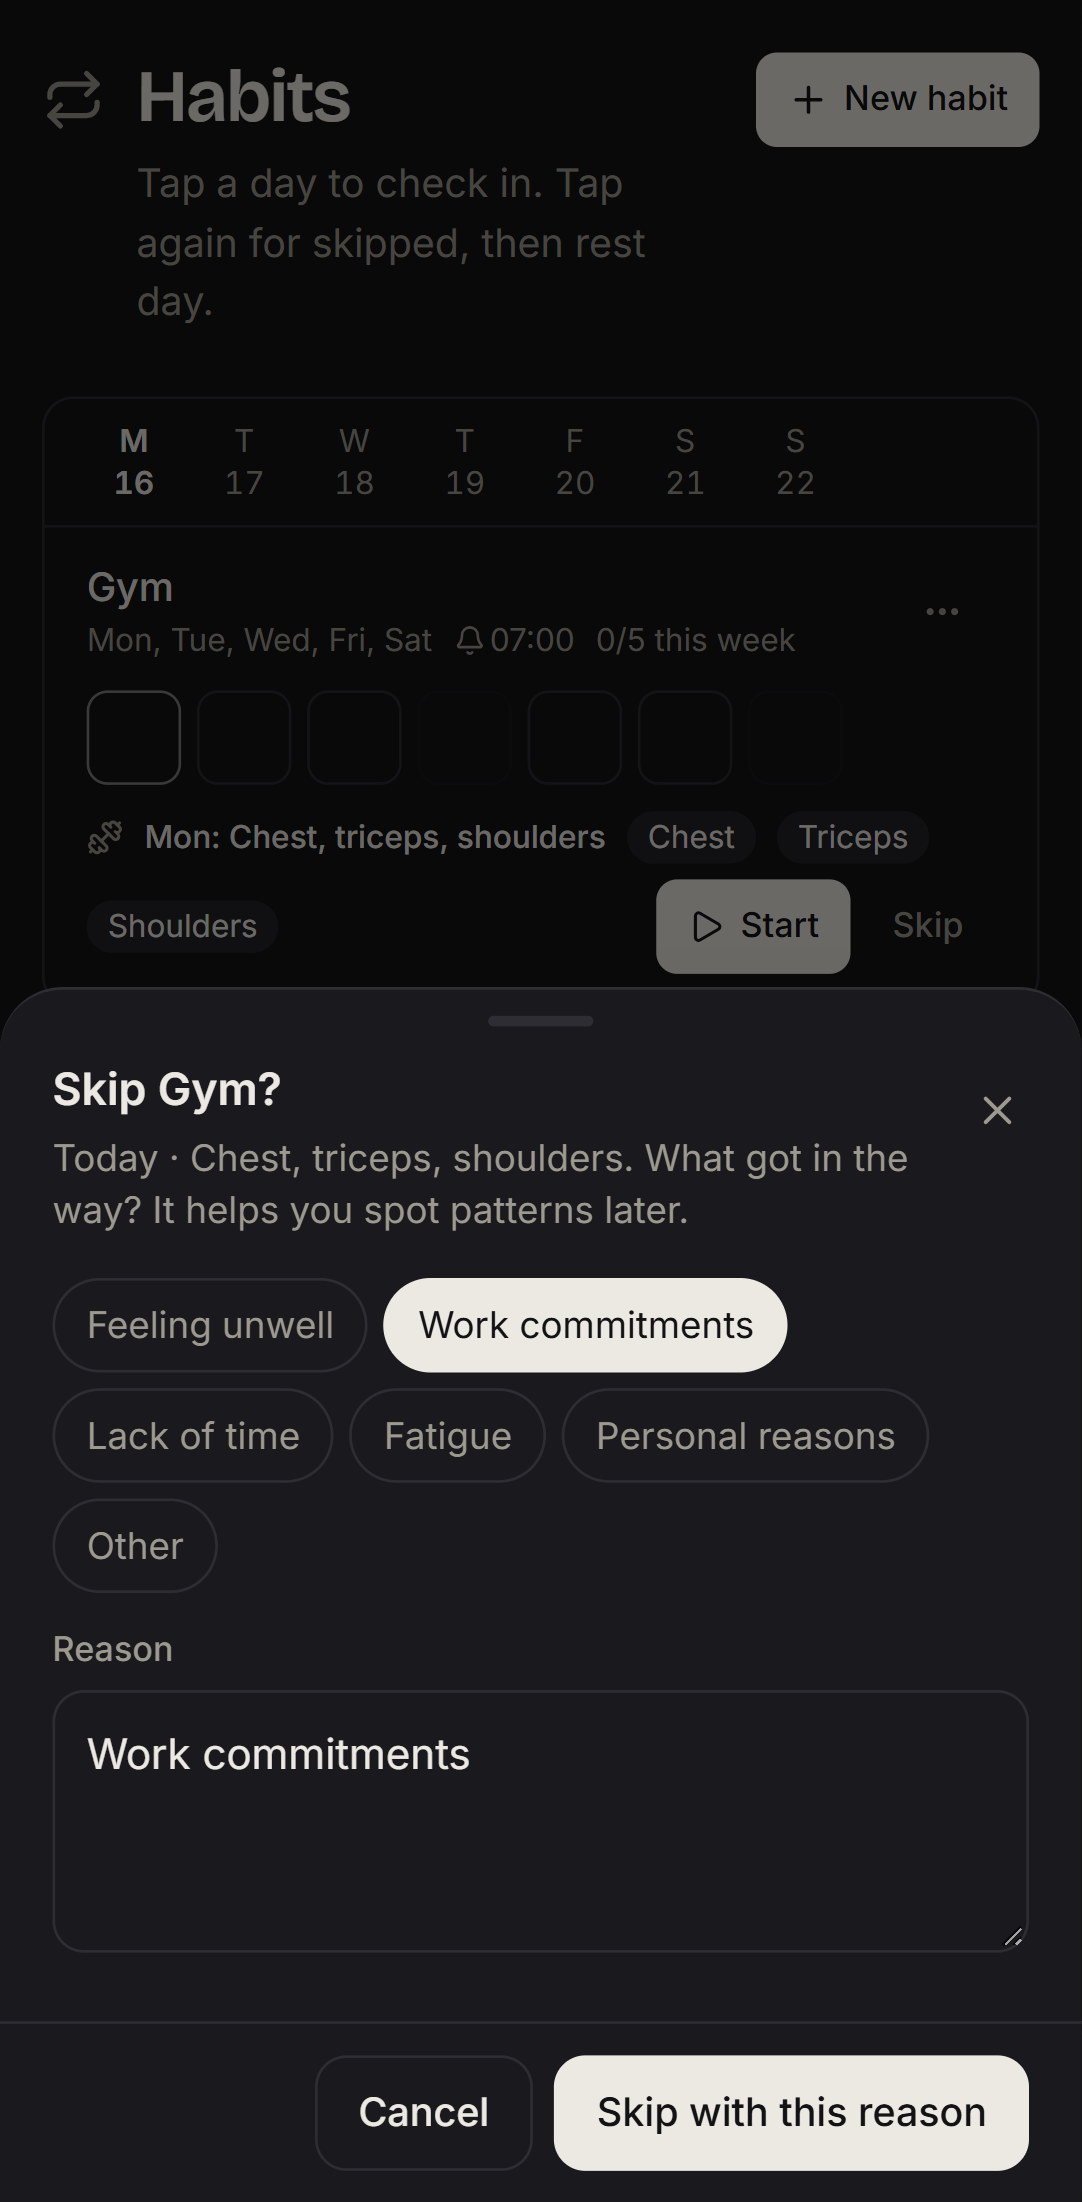 Habits
New habit
Tap a day to check in. Tap
again for skipped, then rest
day.
M T W T F S S
16 17 18 19 20 21 22
Gym
Mon, Tue, Wed, Fri, Sat 07:00 0/5 this week
Mon: Chest, triceps, shoulders Chest Triceps
Shoulders Start Skip
Skip Gym?
Today · Chest, triceps, shoulders. What got in the
way? It helps you spot patterns later.
Feeling unwell Work commitments
Lack of time Fatigue Personal reasons
Other
Reason
Work commitments
Cancel Skip with this reason